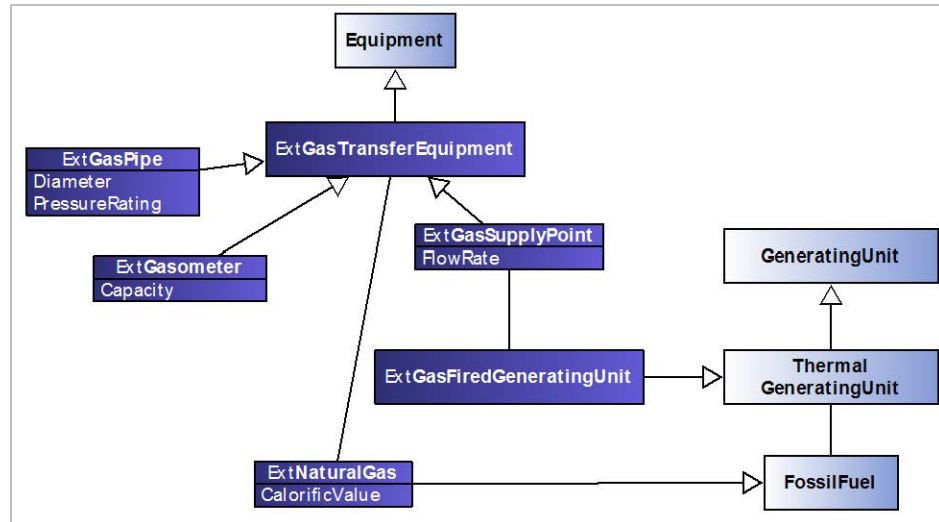 Equipment
ExtGasTransferEquipment
ExtGasPipe
Diameter
PressureRating
ExtGasSupplyPoint
FlowRate
ExtGasometer
Capacity
GeneratingUnit
ExtGasFiredGeneratingUnit
Thermal
GeneratingUnit
ExtNaturalGas
CalorificValue
FossilFuel